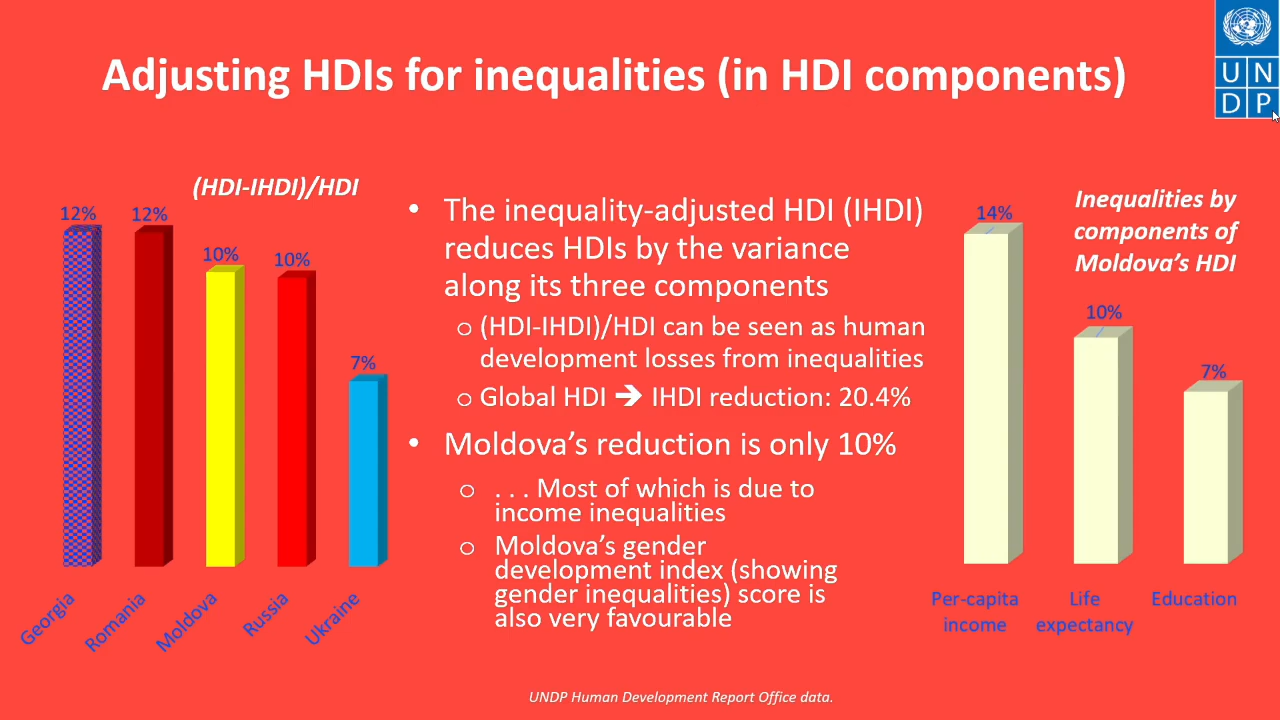 Adjusting HDIs for inequalities (in HDI components)
U N
D P
(HDI-IHDI)/HDI
12%
12%
10%
10%
7%
Georgia
Romania
Moldova
Russia
Ukraine
• The inequality-adjusted HDI (IHDI)
reduces HDIs by the variance
along its three components
o (HDI-IHDI)/HDI can be seen as human
development losses from inequalities
o Global HDI ➔ IHDI reduction: 20.4%
• Moldova’s reduction is only 10%
o . . . Most of which is due to
income inequalities
o Moldova’s gender
development index (showing
gender inequalities) score is
also very favourable
Inequalities by
components of
Moldova’s HDI
14%
10%
7%
Per-capita
income
Life
expectancy
Education
UNDP Human Development Report Office data.